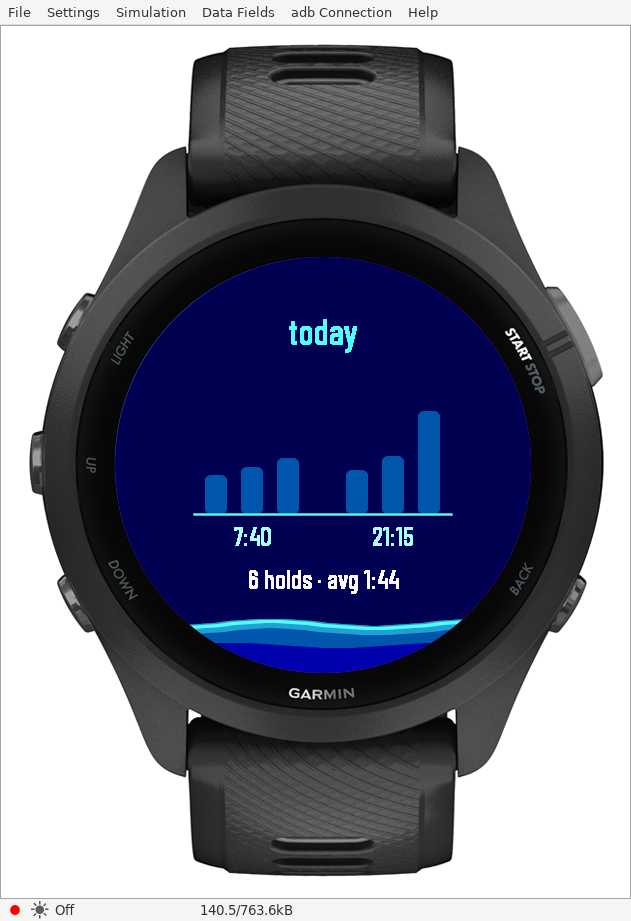 File Settings Simulation Data Fields adb Connection Help
today
LIGHT
START STOP
UP
7:40 21:15
6 holds · avg 1:44
DOWN
BACK
GARMIN
Off 140.5/763.6kB